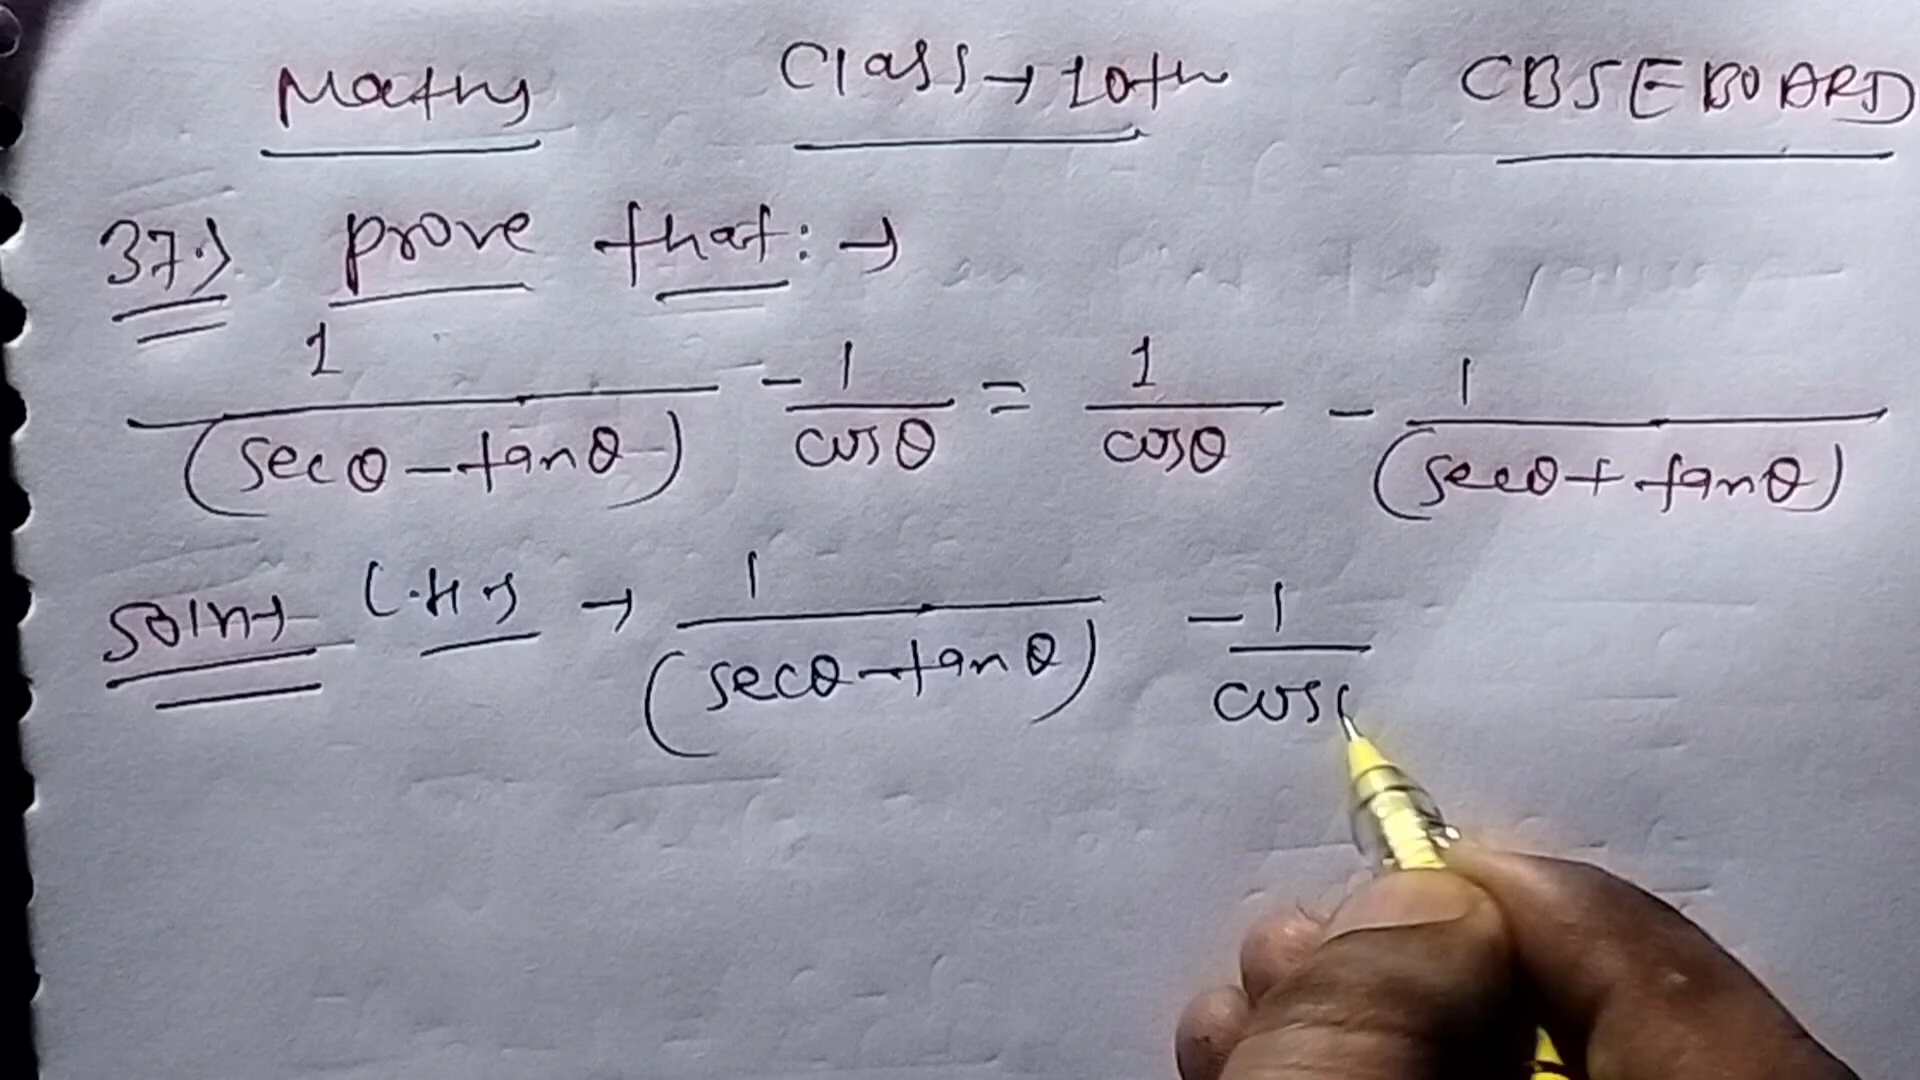 Maths Class → 10th CBSE BOARD
37.) prove that: →
1/(secθ - tanθ) - 1/cosθ = 1/cosθ - 1/(secθ + tanθ)
Soln→ L.H.S → 1/(secθ - tanθ) - 1/cos